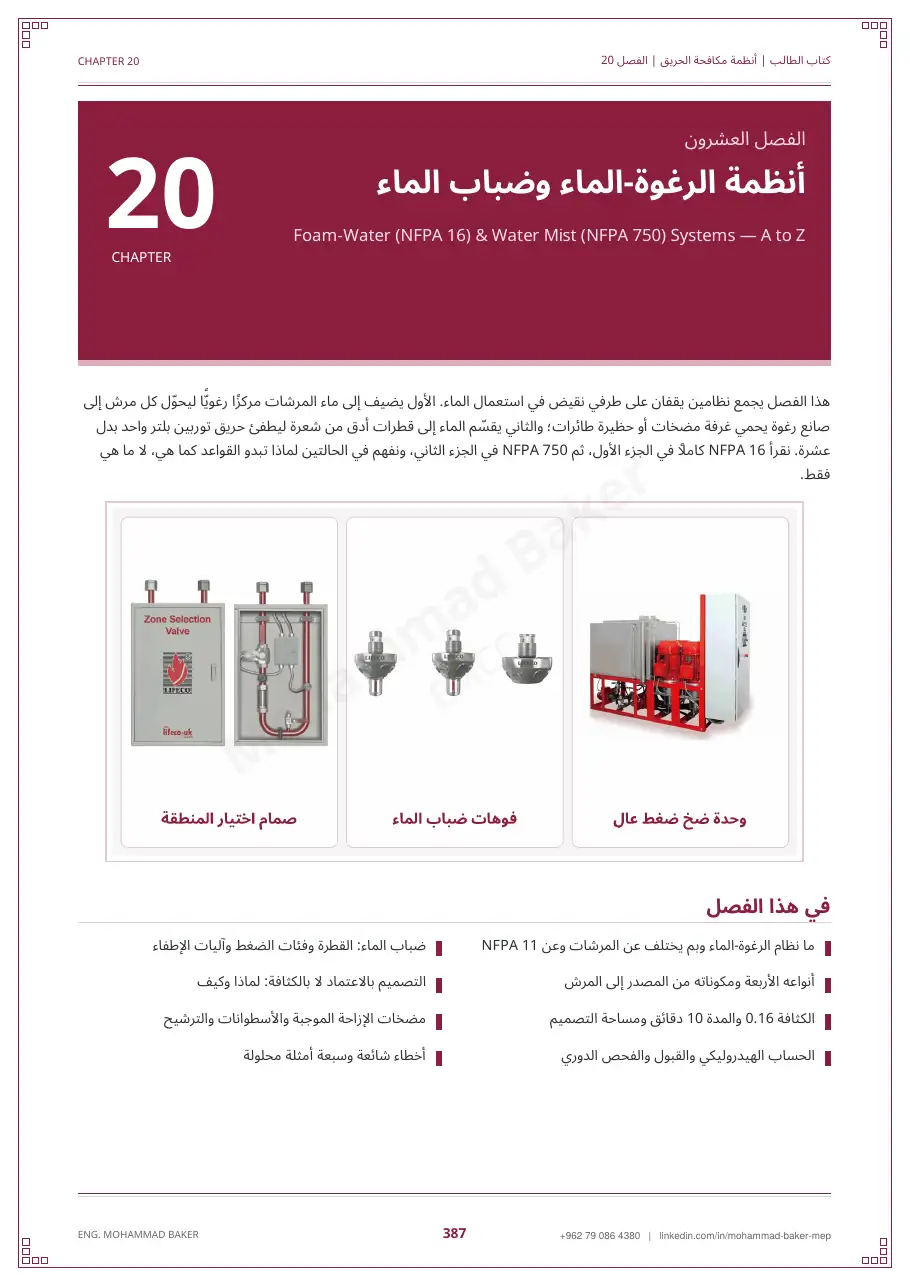 كتاب الطالب | أنظمة مكافحة الحريق | الفصل 20
CHAPTER 20
الفصل العشرون
أنظمة الرغوة-الماء وضباب الماء
Foam-Water (NFPA 16) & Water Mist (NFPA 750) Systems — A to Z
20
CHAPTER
هذا الفصل يجمع نظامين يقفان على طرفي نقيض في استعمال الماء. الأول يضيف إلى ماء المرشات مركزًا رغويًّا ليحوّل كل مرش إلى
صانع رغوة يحمي غرفة مضخات أو حظيرة طائرات؛ والثاني يقسّم الماء إلى قطرات أدق من شعرة ليطفئ حريق توربين بلتر واحد بدل
عشرة. نقرأ NFPA 16 كاملًا في الجزء الأول، ثم NFPA 750 في الجزء الثاني، ونفهم في الحالتين لماذا تبدو القواعد كما هي، لا ما هي
فقط.
Mohammad Baker
وحدة ضخ ضغط عال
LIFECO
LIFECO
LIFECO
فوهات ضباب الماء
Zone Selection
Valve
LIFECO
lifeco-uk
صمام اختيار المنطقة
في هذا الفصل
ما نظام الرغوة-الماء وبم يختلف عن المرشات وعن NFPA 11
أنواعه الأربعة ومكوناته من المصدر إلى المرش
الكثافة 0.16 والمدة 10 دقائق ومساحة التصميم
الحساب الهيدروليكي والقبول والفحص الدوري
ضباب الماء: القطرة وفئات الضغط وآليات الإطفاء
التصميم بالاعتماد لا بالكثافة: لماذا وكيف
مضخات الإزاحة الموجبة والأسطوانات والترشيح
أخطاء شائعة وسبعة أمثلة محلولة
ENG. MOHAMMAD BAKER
387
+962 79 086 4380 | linkedin.com/in/mohammad-baker-mep